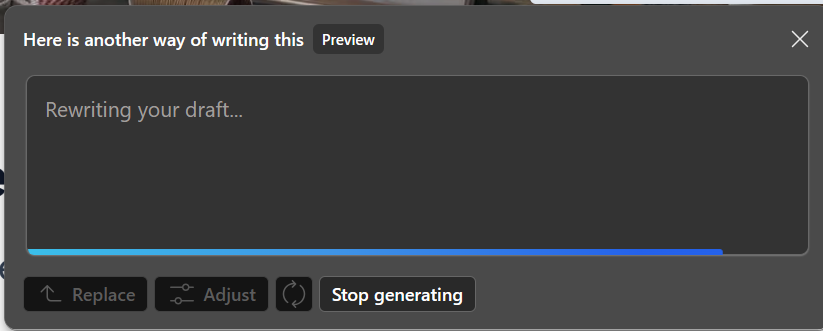 Here is another way of writing this Preview
Rewriting your draft...
Replace Adjust Stop generating